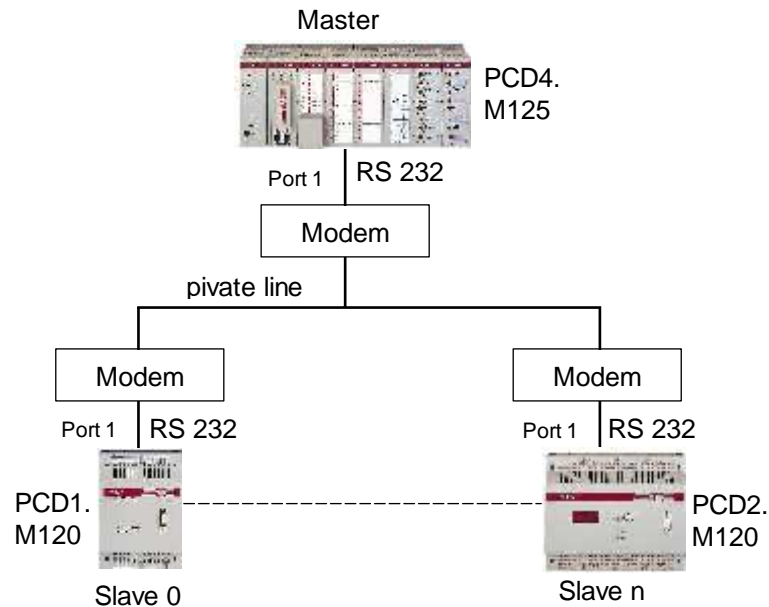 Master
PCD4.
M125
Port 1 RS 232
Modem
pivate line
Modem
Modem
Port 1 RS 232
Port 1 RS 232
PCD1.
M120
PCD2.
M120
Slave 0
Slave n